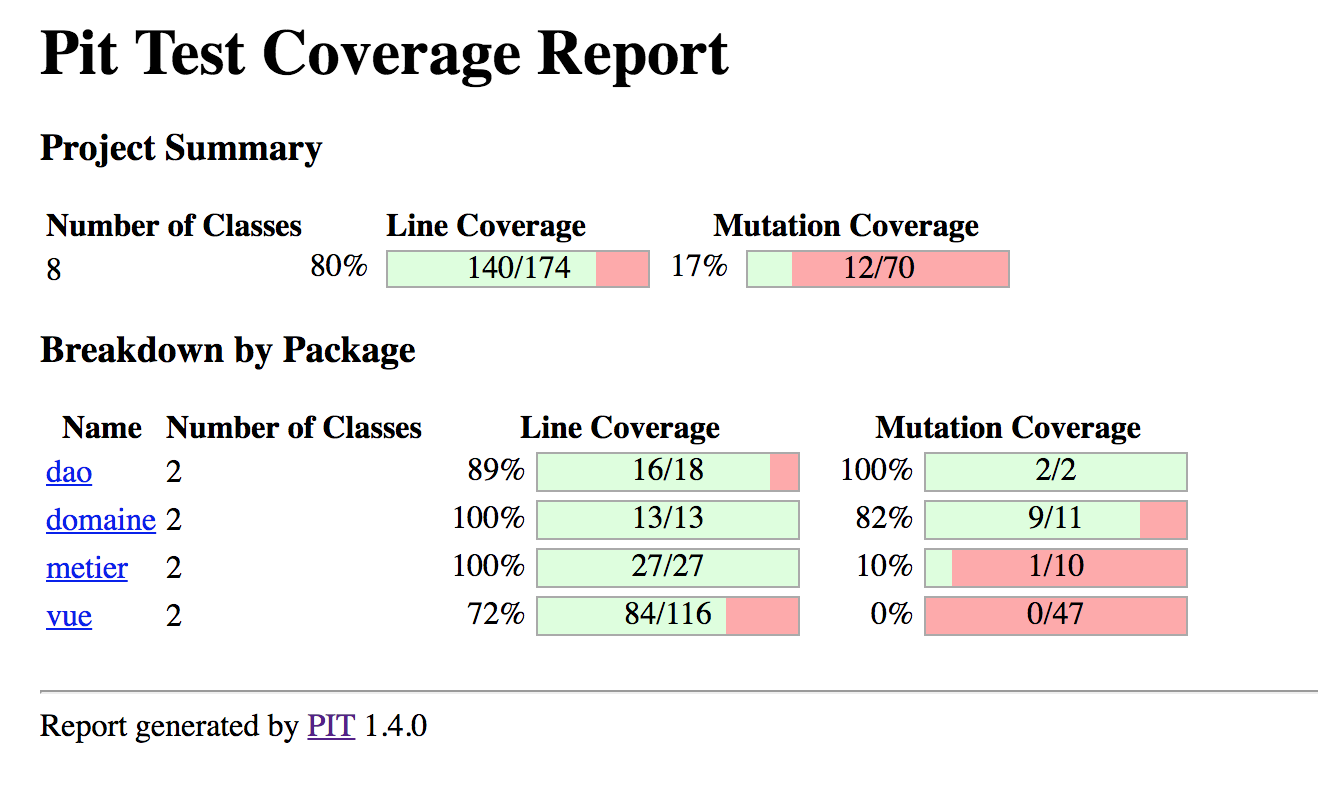 Pit Test Coverage Report
Project Summary
Number of Classes Line Coverage Mutation Coverage
8 80% 140/174 17% 12/70
Breakdown by Package
Name Number of Classes Line Coverage Mutation Coverage
dao 2 89% 16/18 100% 2/2
domaine 2 100% 13/13 82% 9/11
metier 2 100% 27/27 10% 1/10
vue 2 72% 84/116 0% 0/47
Report generated by PIT 1.4.0